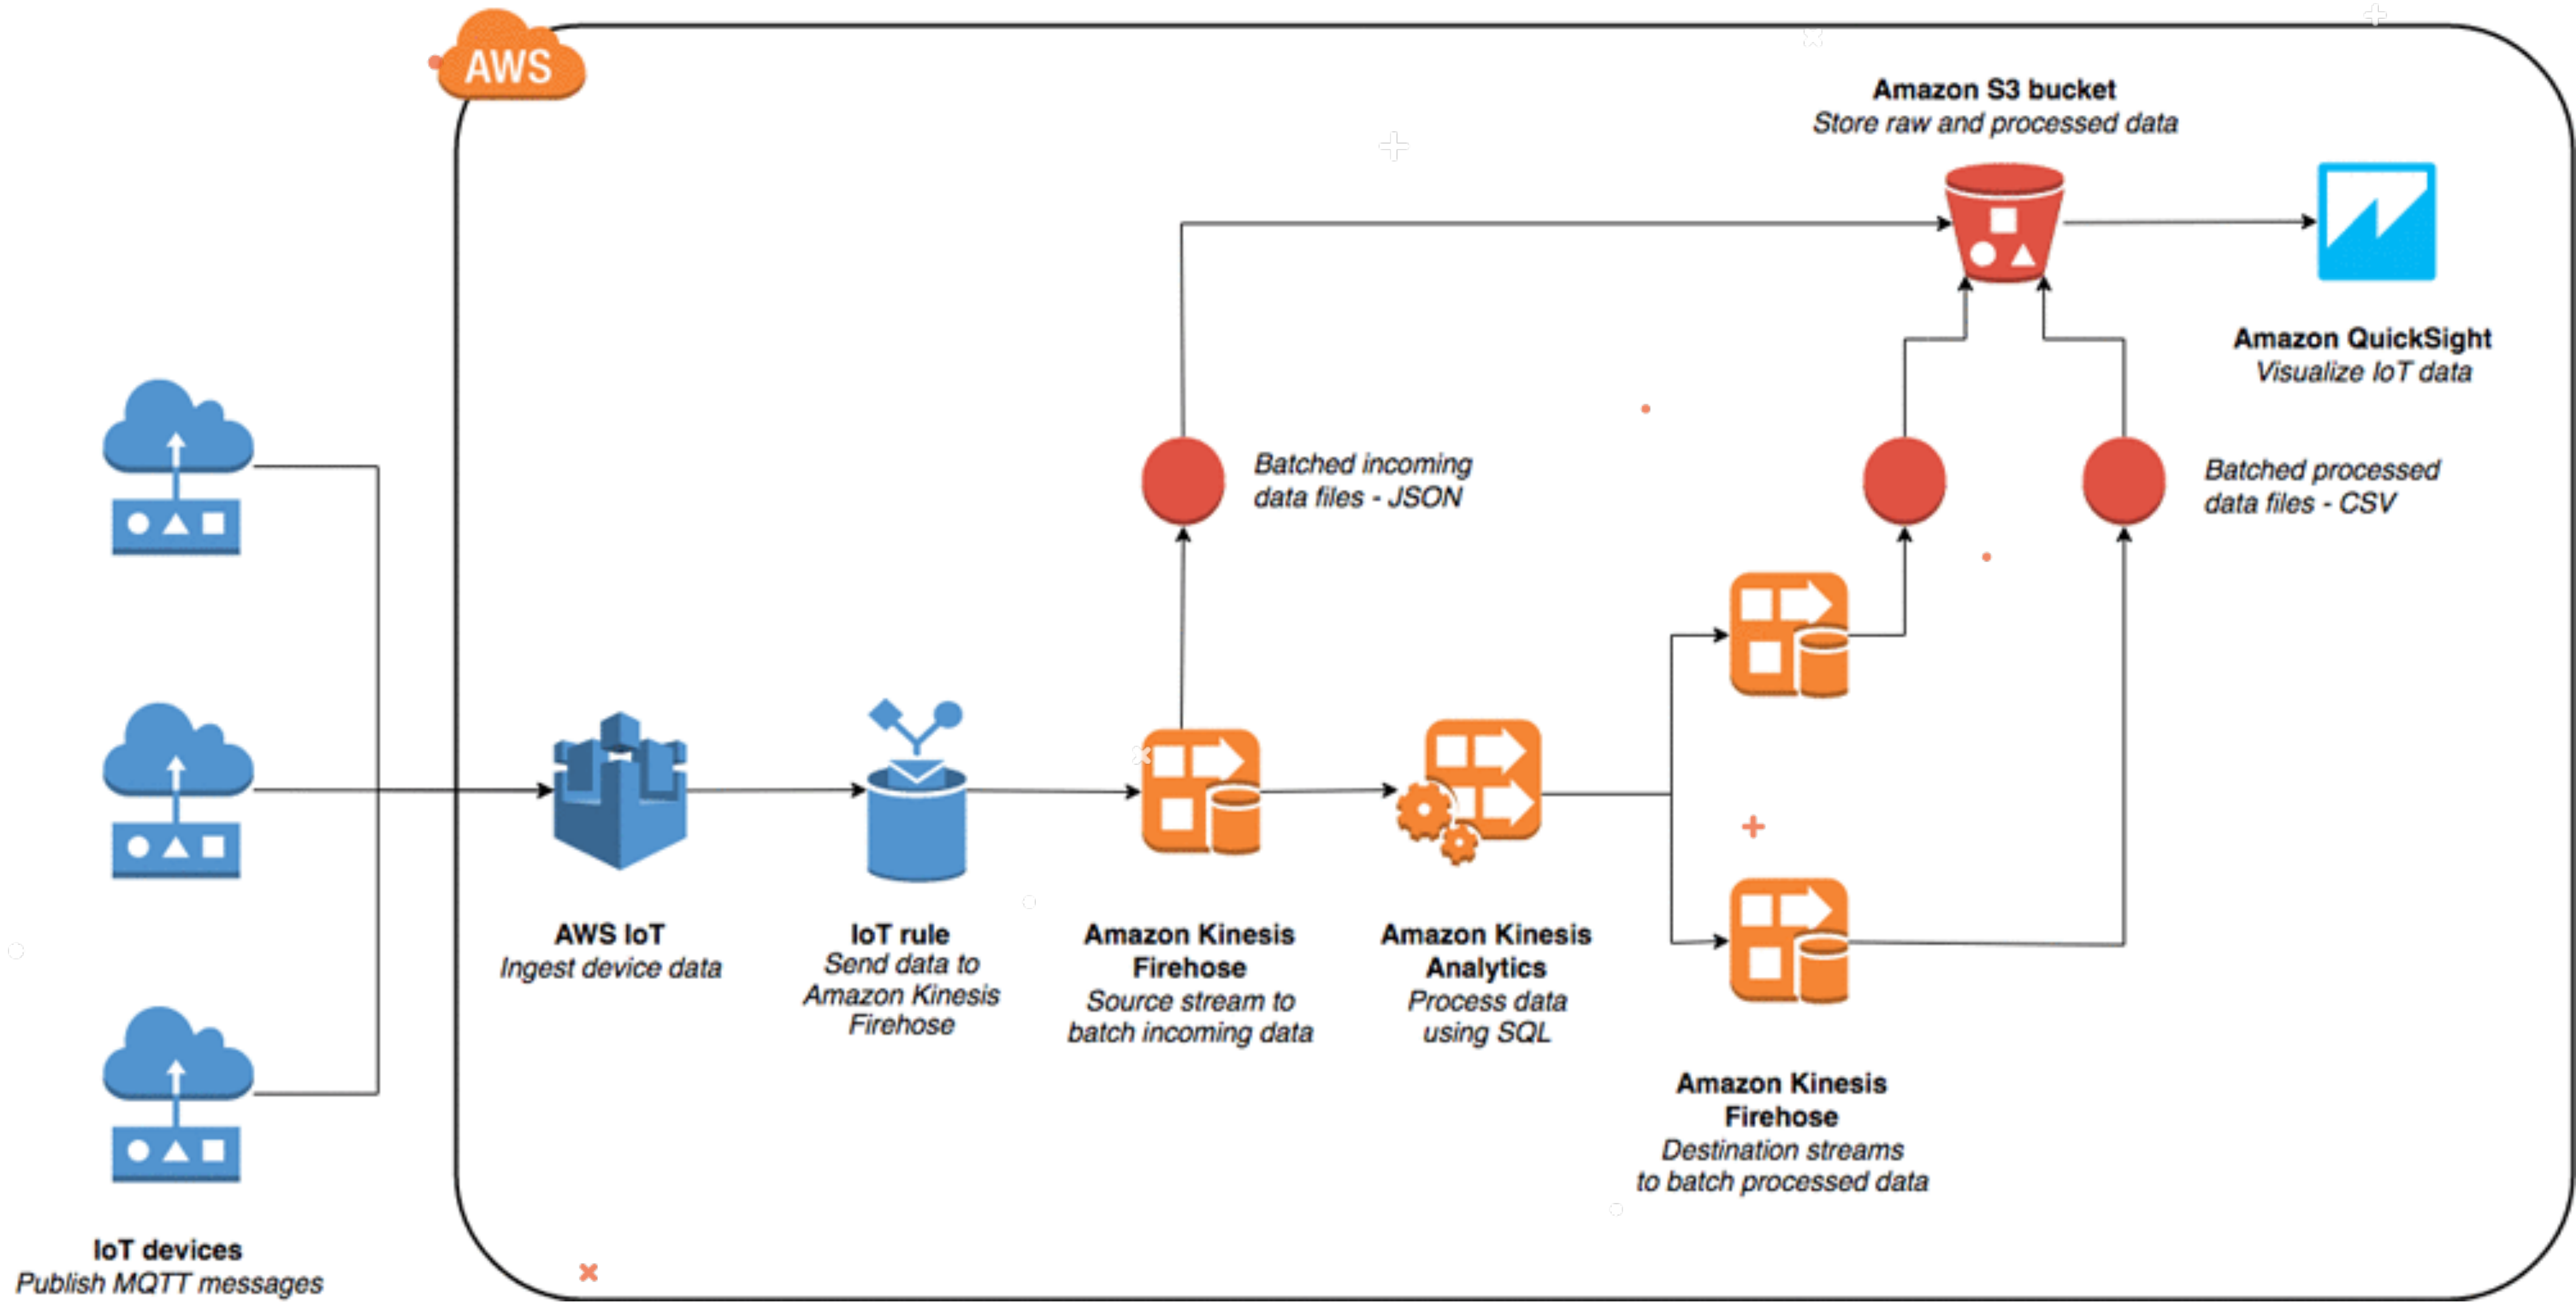 AWS
Amazon S3 bucket
Store raw and processed data
Amazon QuickSight
Visualize IoT data
Batched incoming
data files - JSON
Batched processed
data files - CSV
AWS IoT
Ingest device data
IoT rule
Send data to
Amazon Kinesis
Firehose
Amazon Kinesis
Firehose
Source stream to
batch incoming data
Amazon Kinesis
Analytics
Process data
using SQL
Amazon Kinesis
Firehose
Destination streams
to batch processed data
IoT devices
Publish MQTT messages